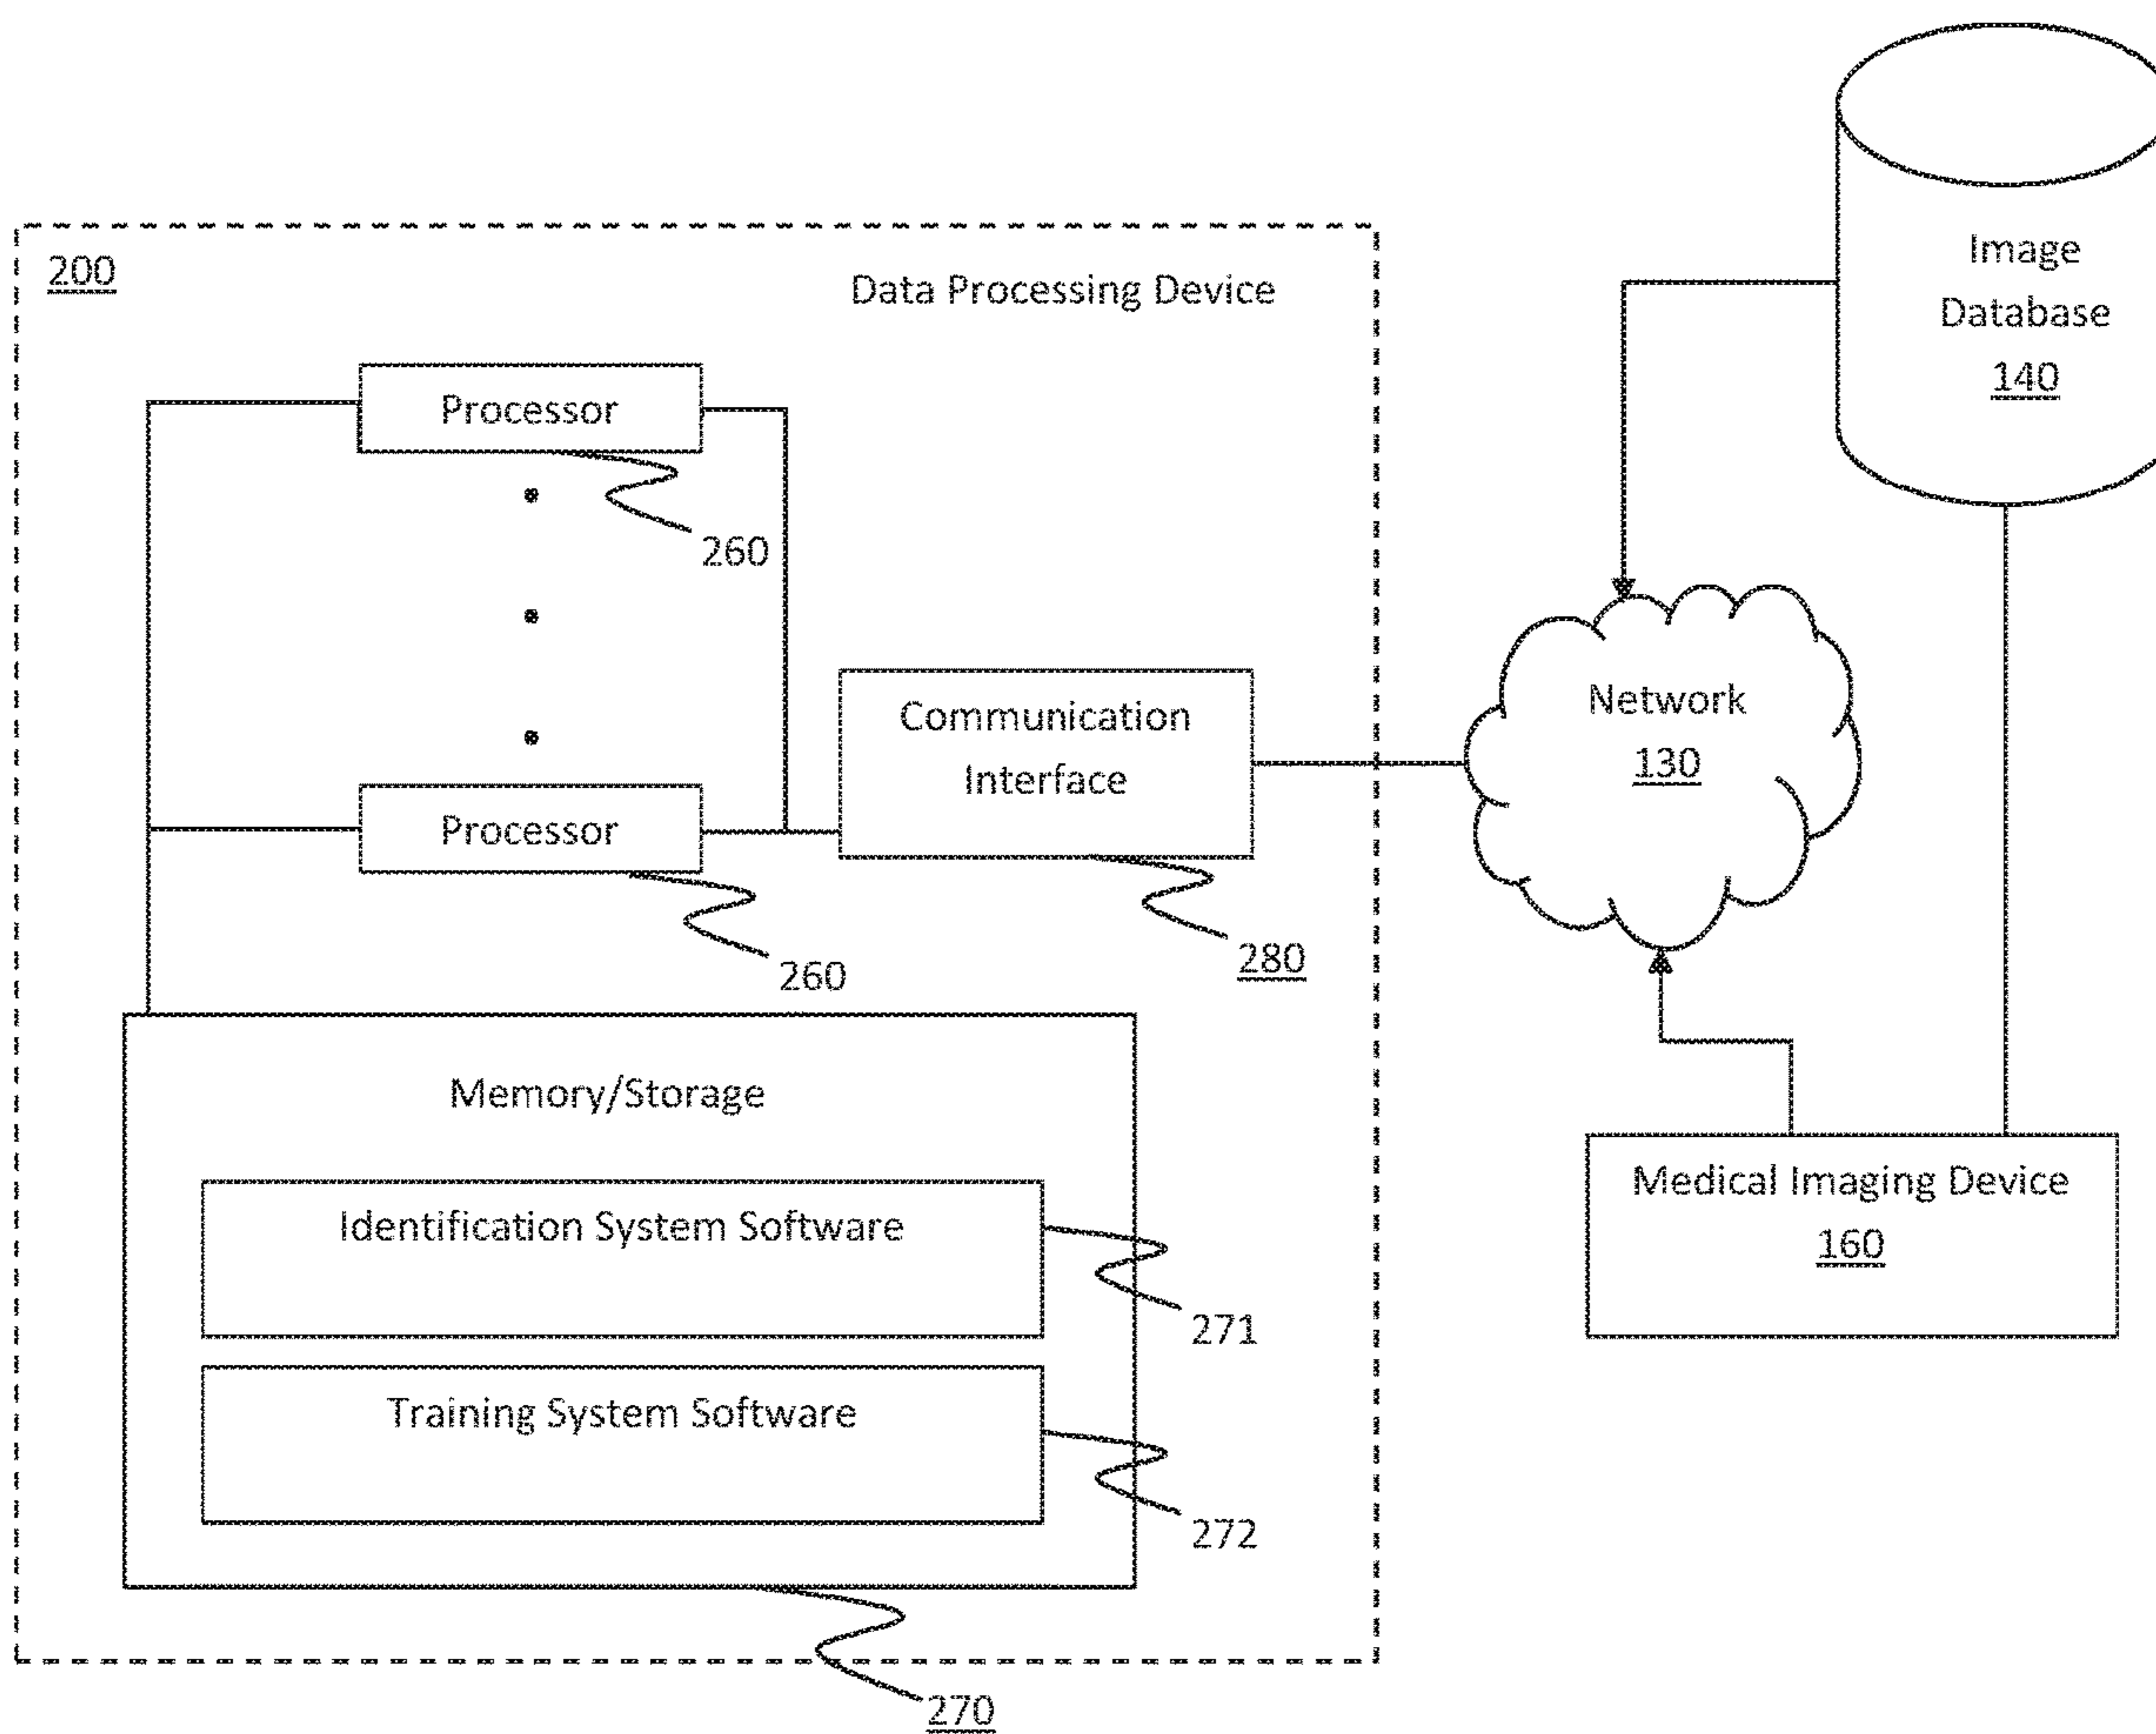 200
Data Processing Device
Processor
260
Processor
260
Communication
Interface
280
Memory/Storage
Identification System Software
271
Training System Software
272
270
Image
Database
140
Network
130
Medical Imaging Device
160